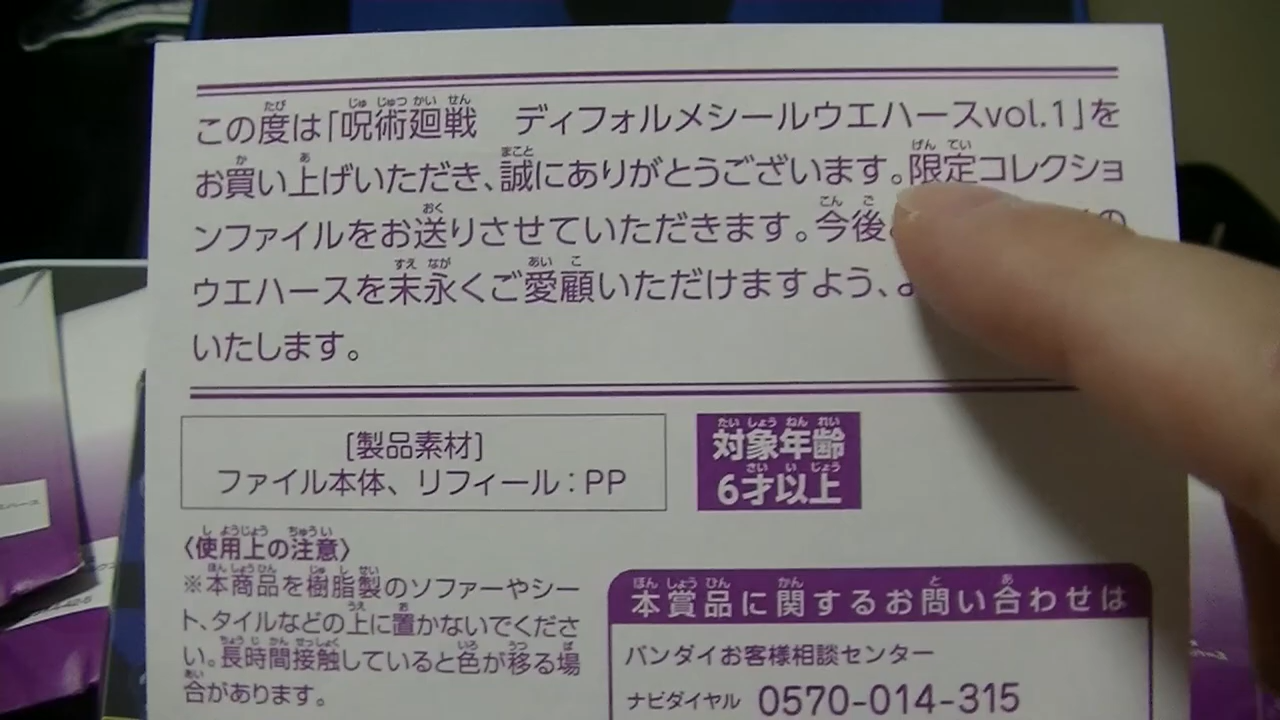 この度は「呪術廻戦 ディフォルメシールウエハースvol.1」を
お買い上げいただき、誠にありがとうございます。限定コレクショ
ンファイルをお送りさせていただきます。今後
ウエハースを末永くご愛顧いただけますよう、
いたします。
[製品素材]
ファイル本体、リフィール：PP
対象年齢
6才以上
〈使用上の注意〉
※本商品を樹脂製のソファーやシー
ト、タイルなどの上に置かないでくださ
い。長時間接触していると色が移る場
合があります。
本賞品に関するお問い合わせは
バンダイお客様相談センター
ナビダイヤル 0570-014-315